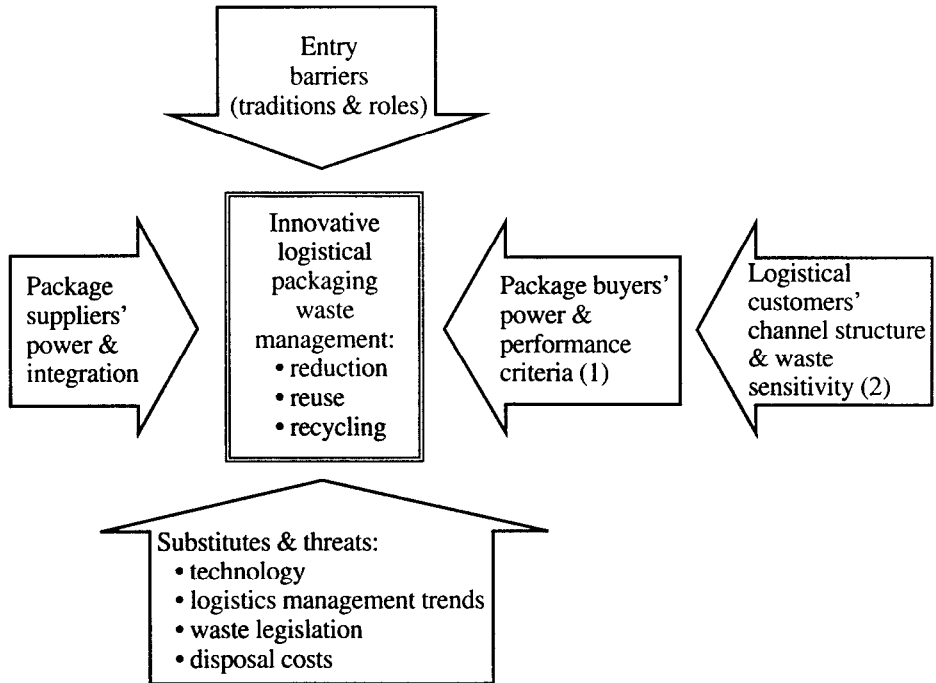 Entry
barriers
(traditions & roles)
Innovative
logistical
packaging
waste
management:
• reduction
• reuse
• recycling
Package
suppliers'
power &
integration
Package buyers'
power &
performance
criteria (1)
Logistical
customers'
channel structure
& waste
sensitivity (2)
Substitutes & threats:
• technology
• logistics management trends
• waste legislation
• disposal costs